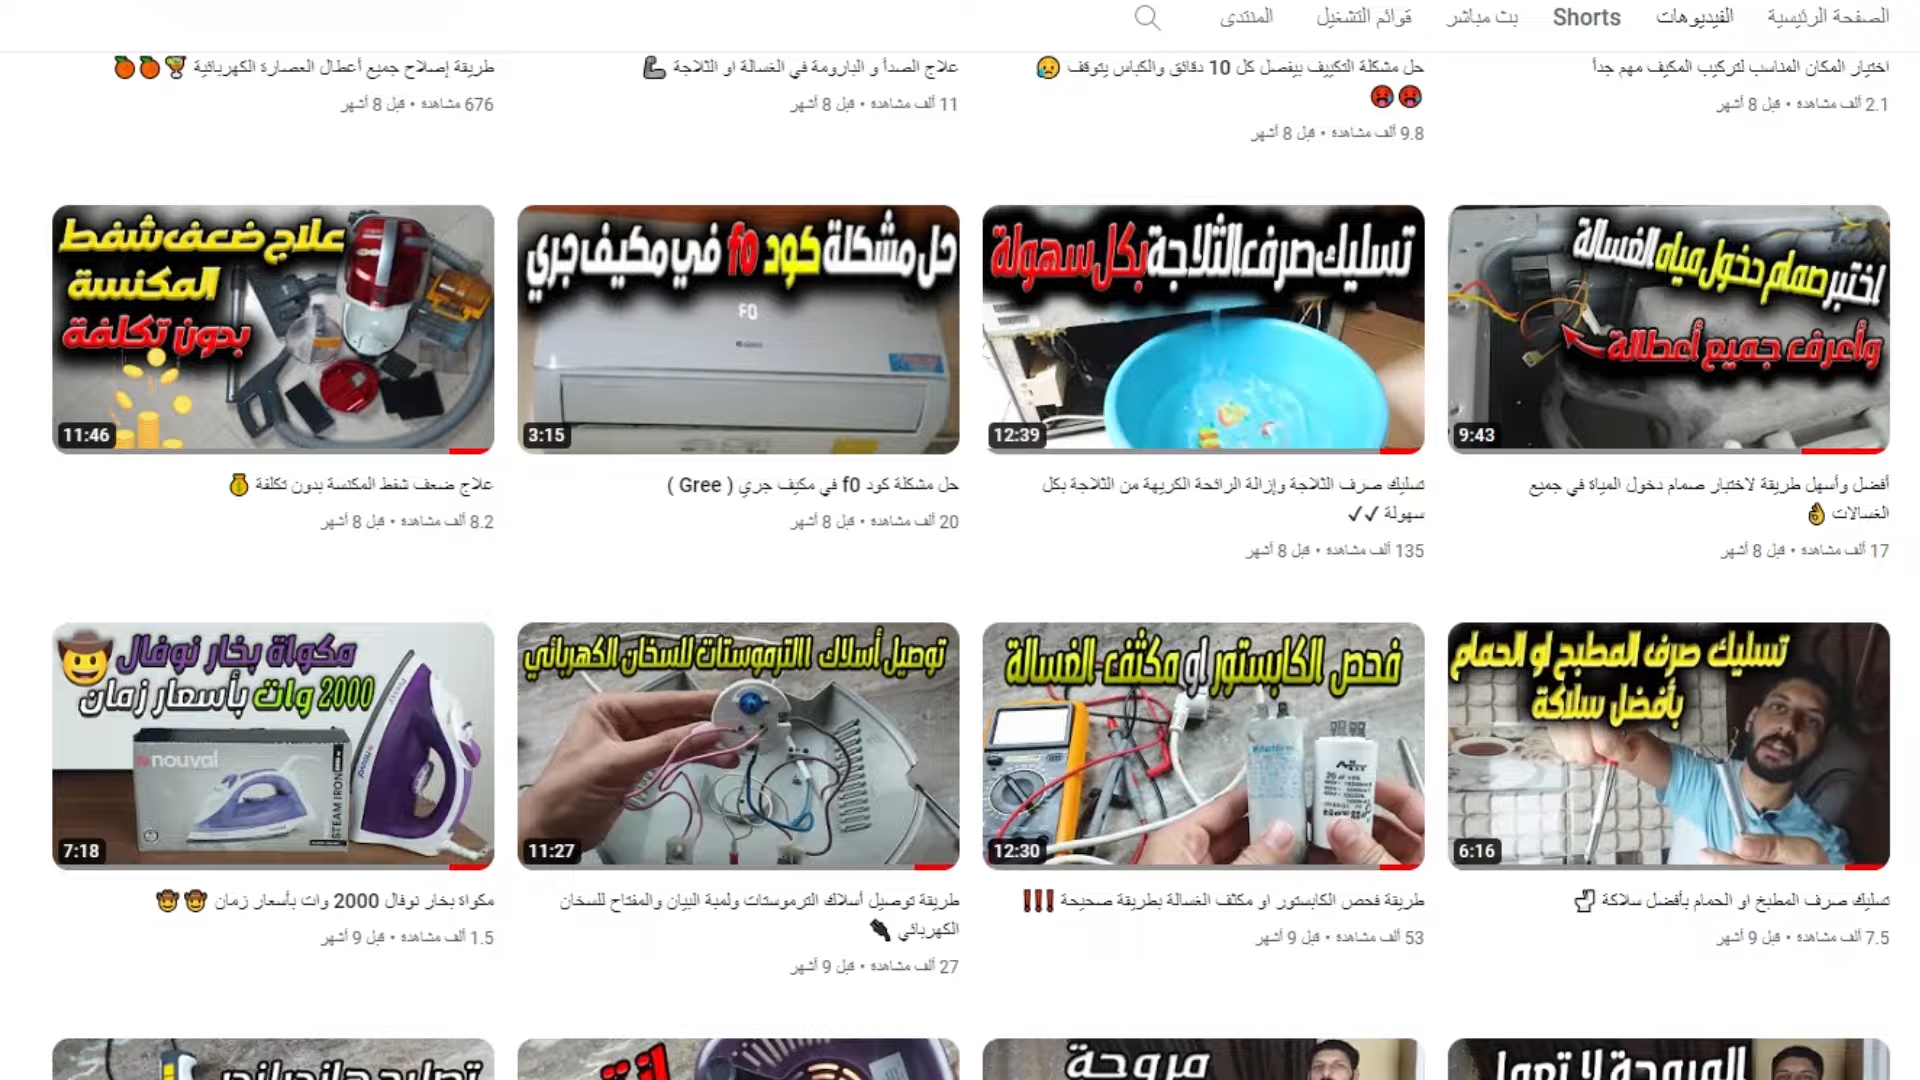 الصفحة الرئيسية الفيديوهات Shorts بث مباشر قوائم التشغيل المنتدى
اختيار المكان المناسب لتركيب المكيف مهم جداً
2.1 ألف مشاهدة • قبل 8 أشهر
حل مشكلة التكييف بيفصل كل 10 دقائق والكباس يتوقف 😥
🥵🥵
9.8 ألف مشاهدة • قبل 8 أشهر
علاج الصدأ و البارومة في الغسالة او الثلاجة 🦾
11 ألف مشاهدة • قبل 8 أشهر
طريقة إصلاح جميع أعطال العصارة الكهربائية 🍹🍊🍊
676 مشاهدة • قبل 8 أشهر
اختبر صمام دخول مياه الغسالة
وأعرف جميع أعطالة
9:43
أفضل وأسهل طريقة لاختبار صمام دخول المياة في جميع
الغسالات 👌
17 ألف مشاهدة • قبل 8 أشهر
تسليك صرف الثلاجة بكل سهولة
12:39
تسليك صرف الثلاجة وإزالة الرائحة الكريهة من الثلاجة بكل
سهولة ✔✔
135 ألف مشاهدة • قبل 8 أشهر
حل مشكلة كود f0 في مكيف جري
F0
3:15
حل مشكلة كود f0 في مكيف جري ( Gree )
20 ألف مشاهدة • قبل 8 أشهر
علاج ضعف شفط
المكنسة
بدون تكلفة
11:46
علاج ضعف شفط المكنسة بدون تكلفة 💰
8.2 ألف مشاهدة • قبل 8 أشهر
تسليك صرف المطبخ او الحمام
بأفضل سلاكة
6:16
تسليك صرف المطبخ او الحمام بأفضل سلاكة
7.5 ألف مشاهدة • قبل 9 أشهر
فحص الكابستور او مكثف الغسالة
12:30
طريقة فحص الكابستور او مكثف الغسالة بطريقة صحيحة ❗❗❗
53 ألف مشاهدة • قبل 9 أشهر
توصيل أسلاك االترموستات للسخان الكهربائي
11:27
طريقة توصيل أسلاك الترموستات ولمبة البيان والمفتاح للسخان
الكهربائي 🔌
27 ألف مشاهدة • قبل 9 أشهر
مكواة بخار نوفال
2000 وات بأسعار زمان
nouval
STEAM IRON
7:18
مكواة بخار نوفال 2000 وات بأسعار زمان 🤠🤠
1.5 ألف مشاهدة • قبل 9 أشهر
مروحة